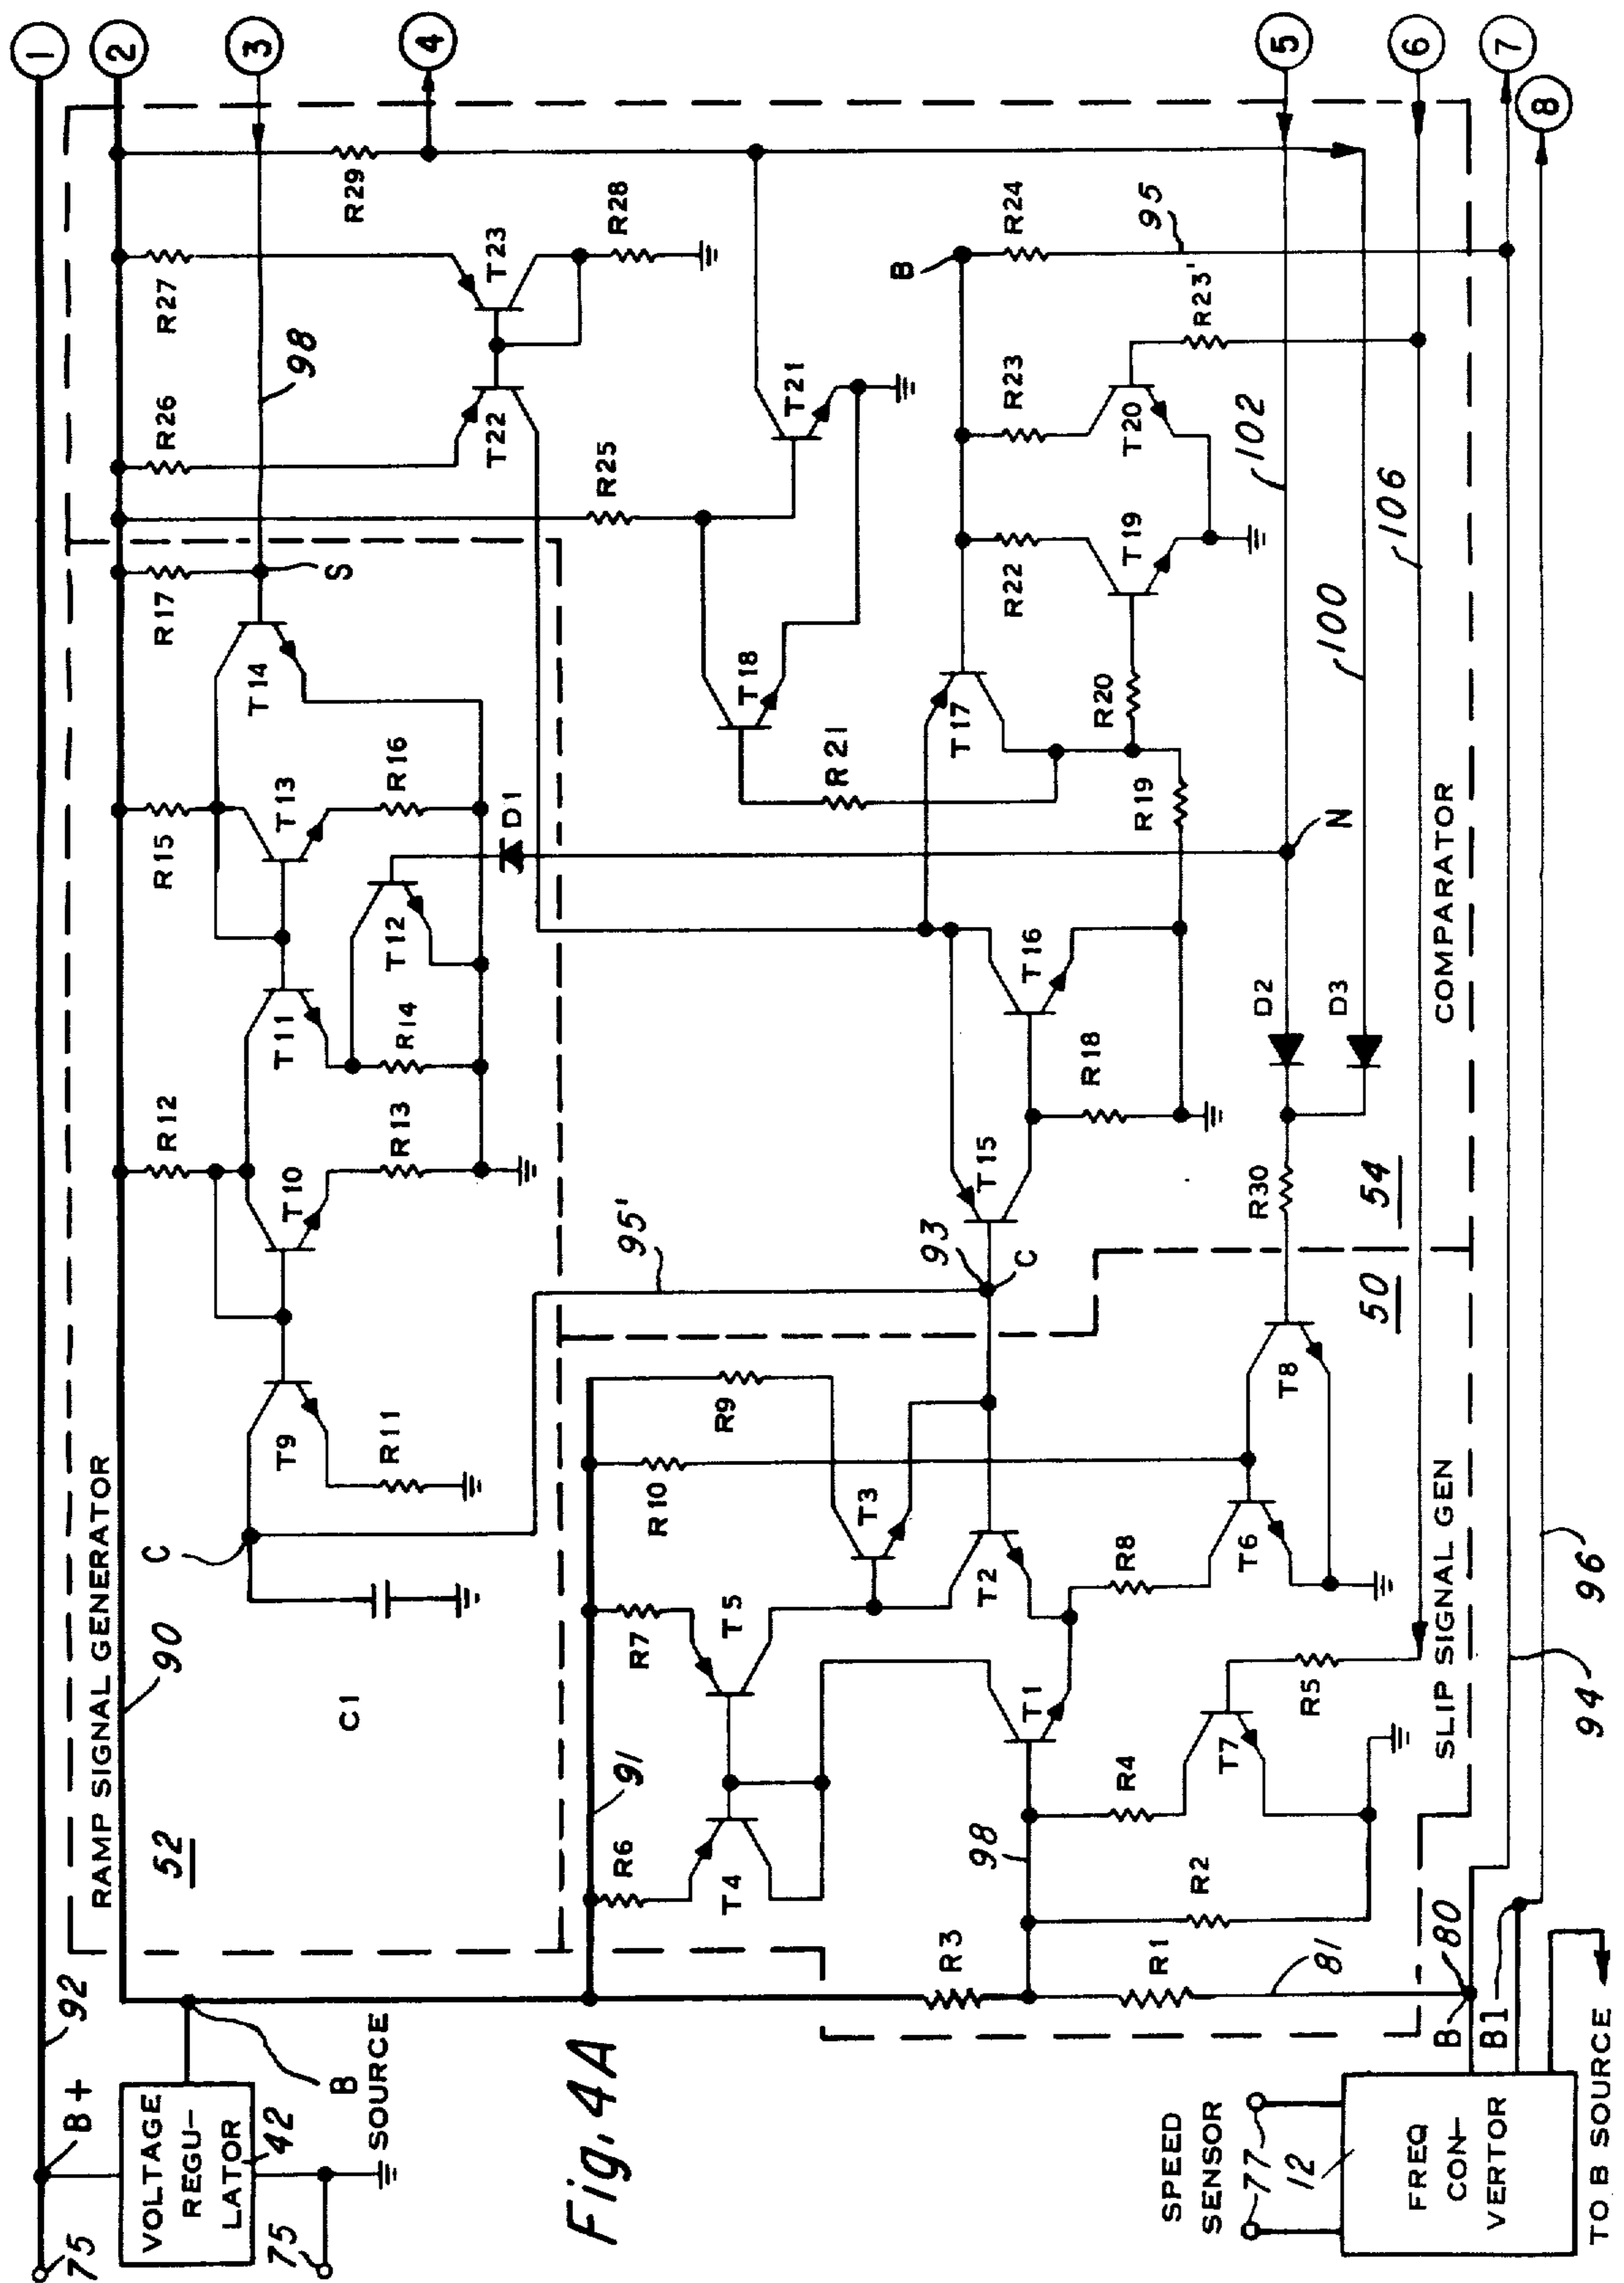 1
2
3
4
5
6
7
8
75
B+
92
VOLTAGE
REGU-
LATOR
42
75
B
SOURCE
RAMP SIGNAL GENERATOR
52
90
C1
C
T9
R11
R12
T10
R13
T11
R14
T12
R15
T13
R16
T14
R17
S
D1
98
R26
R27
T22
T23
R28
R29
R25
T21
T18
R21
Fig. 4A
91
R6
T4
R7
T5
R10
R9
T3
T2
T1
98
R3
R1
81
R2
R4
T7
R5
R8
T6
T8
SLIP SIGNAL GEN
50
95'
93
C
T15
T16
R18
R19
T17
R20
R22
T19
R23
T20
R23'
B
R24
95
N
102
100
106
D2
D3
R30
54
COMPARATOR
SPEED
SENSOR
77
12
FREQ
CON-
VERTOR
B
80
B1
TO B SOURCE
94
96